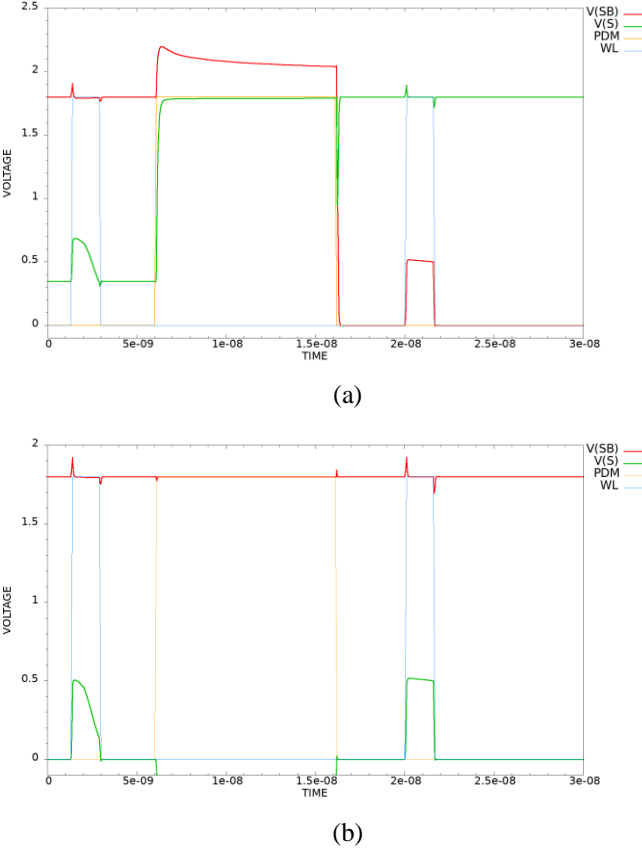 2.5
2
1.5
1
0.5
0
VOLTAGE
0
5e-09
1e-08
1.5e-08
2e-08
2.5e-08
3e-08
TIME
V(SB)
V(S)
PDM
WL
(a)
2
1.5
1
0.5
0
VOLTAGE
0
5e-09
1e-08
1.5e-08
2e-08
2.5e-08
3e-08
TIME
V(SB)
V(S)
PDM
WL
(b)